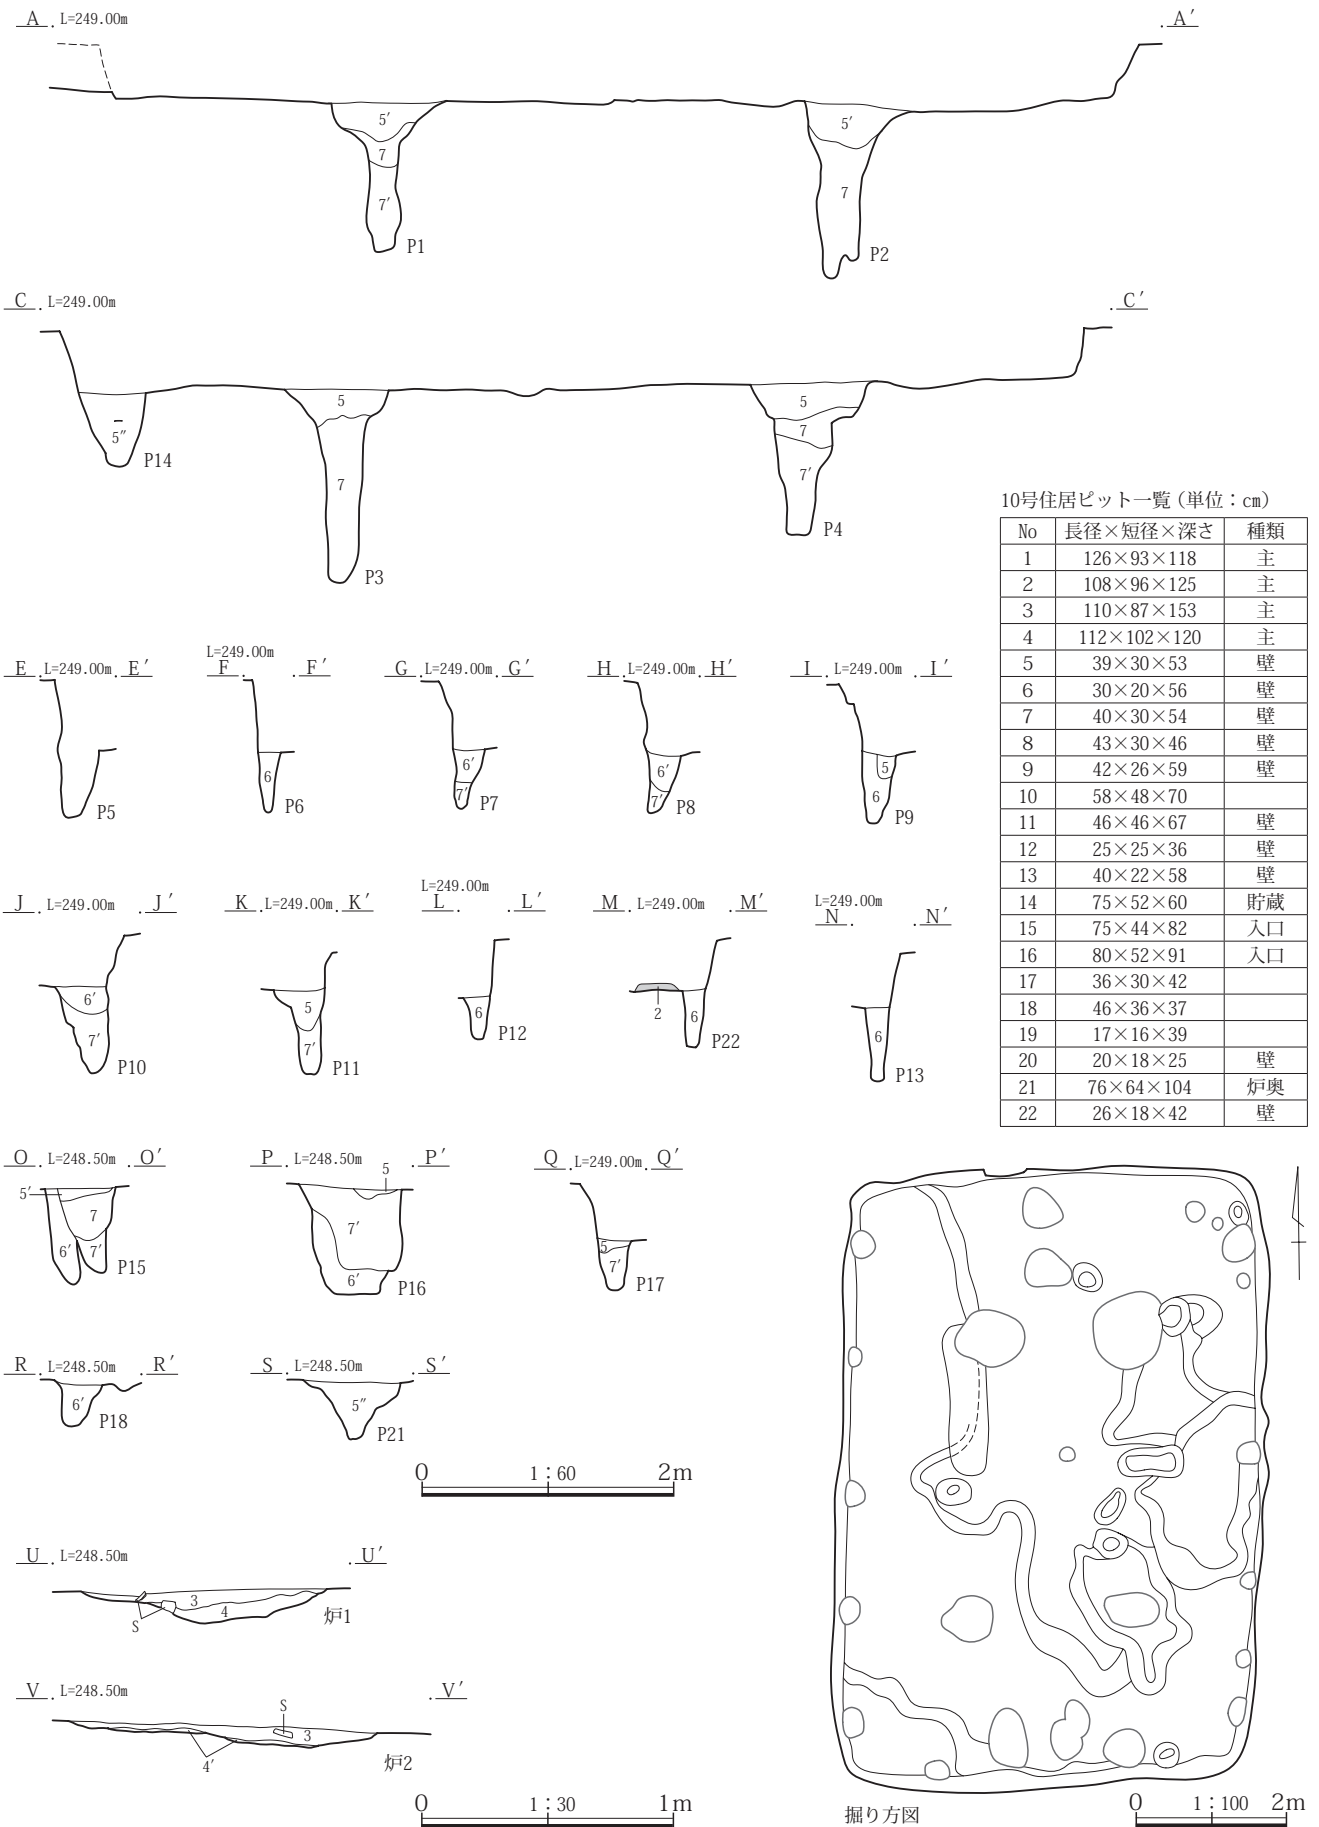 A . L=249.00m . A′
5′
7
7′
P1
5′
7
P2
C . L=249.00m . C′
5″
P14
5
7
P3
5
7
7′
P4
10号住居ピット一覧（単位：cm）
No 長径×短径×深さ 種類
1 126×93×118 主
2 108×96×125 主
3 110×87×153 主
4 112×102×120 主
5 39×30×53 壁
6 30×20×56 壁
7 40×30×54 壁
8 43×30×46 壁
9 42×26×59 壁
10 58×48×70
11 46×46×67 壁
12 25×25×36 壁
13 40×22×58 壁
14 75×52×60 貯蔵
15 75×44×82 入口
16 80×52×91 入口
17 36×30×42
18 46×36×37
19 17×16×39
20 20×18×25 壁
21 76×64×104 炉奥
22 26×18×42 壁
E . L=249.00m . E′
P5
L=249.00m
F . . F′
6
P6
G . L=249.00m . G′
6′
7′
P7
H . L=249.00m . H′
6′
7′
P8
I . L=249.00m . I′
5
6
P9
J . L=249.00m . J′
6′
7′
P10
K . L=249.00m . K′
5
7′
P11
L=249.00m
L . . L′
6
P12
M . L=249.00m . M′
2
6
P22
L=249.00m
N . . N′
6
P13
O . L=248.50m . O′
5′
7
6′
7′
P15
P . L=248.50m . P′
5
7′
6′
P16
Q . L=249.00m . Q′
5
7′
P17
R . L=248.50m . R′
6′
P18
S . L=248.50m . S′
5″
P21
0 1：60 2m
U . L=248.50m . U′
3
4
S
炉1
V . L=248.50m . V′
S
3
4′
炉2
0 1：30 1m
掘り方図
0 1：100 2m